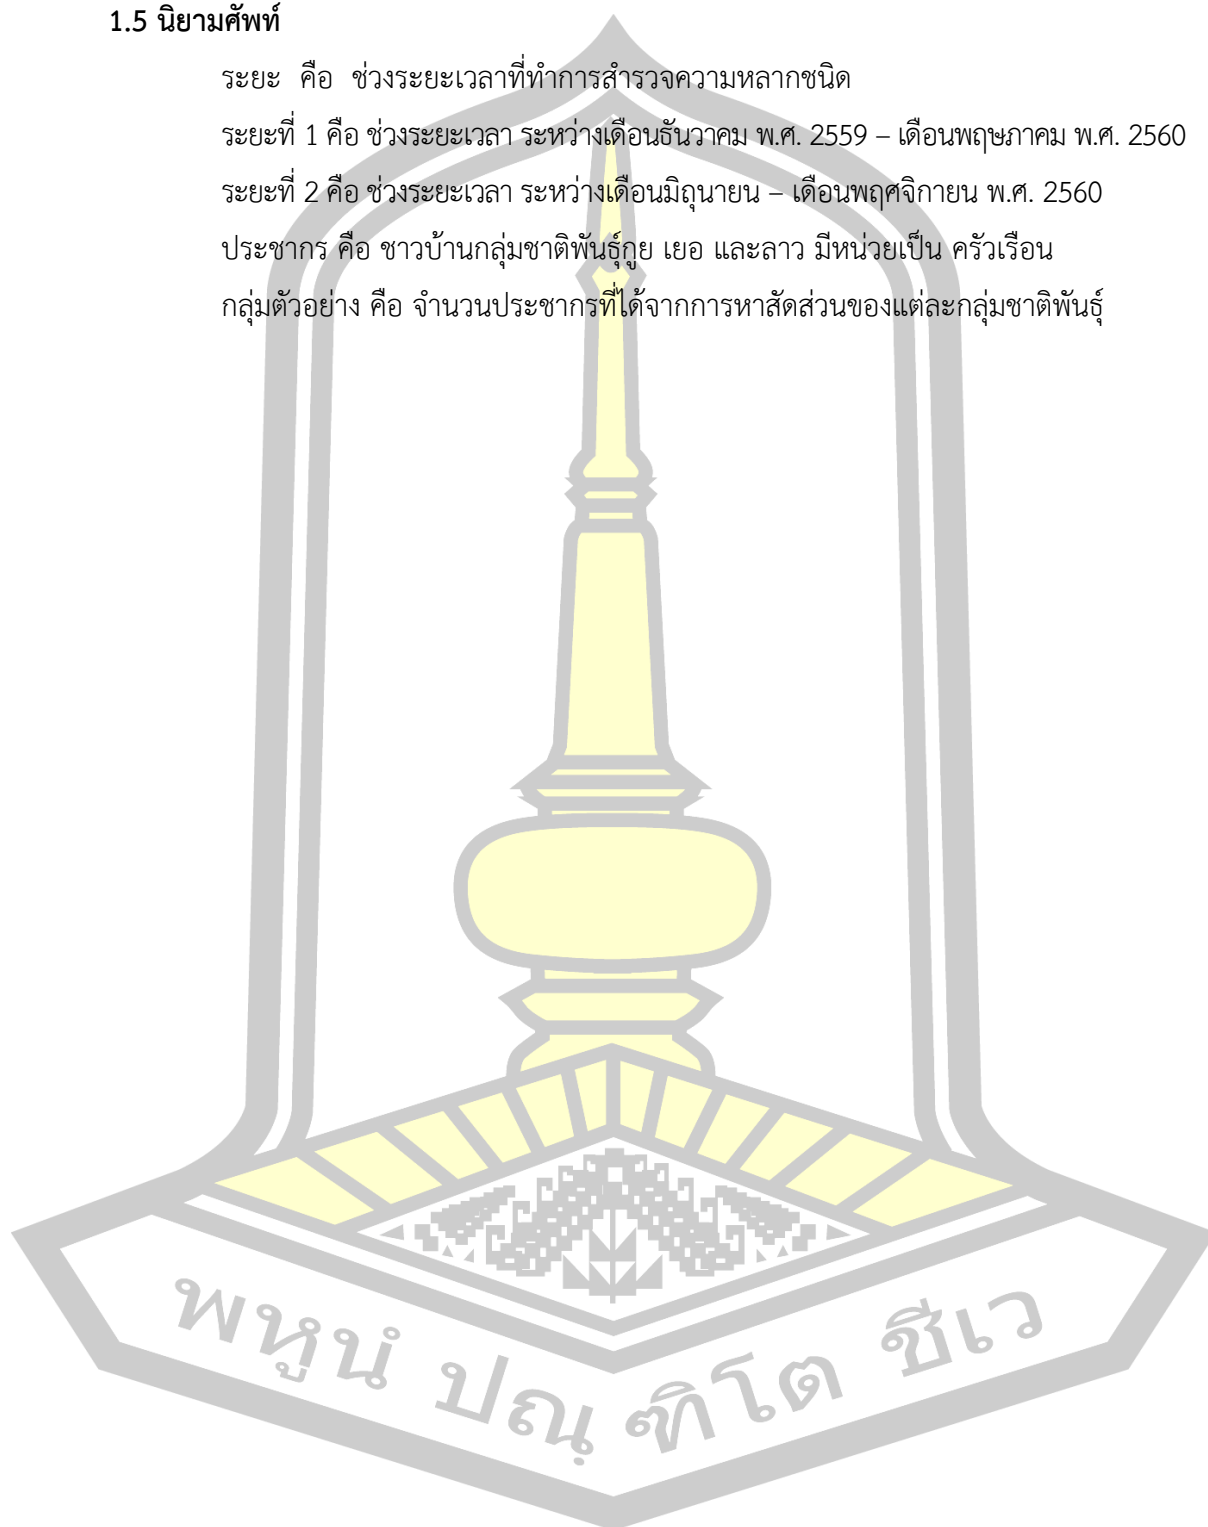 1.5 นิยามศัพท์
ระยะ คือ ช่วงระยะเวลาที่ทำการสำรวจความหลากชนิด
ระยะที่ 1 คือ ช่วงระยะเวลา ระหว่างเดือนธันวาคม พ.ศ. 2559 – เดือนพฤษภาคม พ.ศ. 2560
ระยะที่ 2 คือ ช่วงระยะเวลา ระหว่างเดือนมิถุนายน – เดือนพฤศจิกายน พ.ศ. 2560
ประชากร คือ ชาวบ้านกลุ่มชาติพันธุ์กูย เยอ และลาว มีหน่วยเป็น ครัวเรือน
กลุ่มตัวอย่าง คือ จำนวนประชากรที่ได้จากการหาสัดส่วนของแต่ละกลุ่มชาติพันธุ์
พหูนํ ปณฺ ฑิโต ชีเว